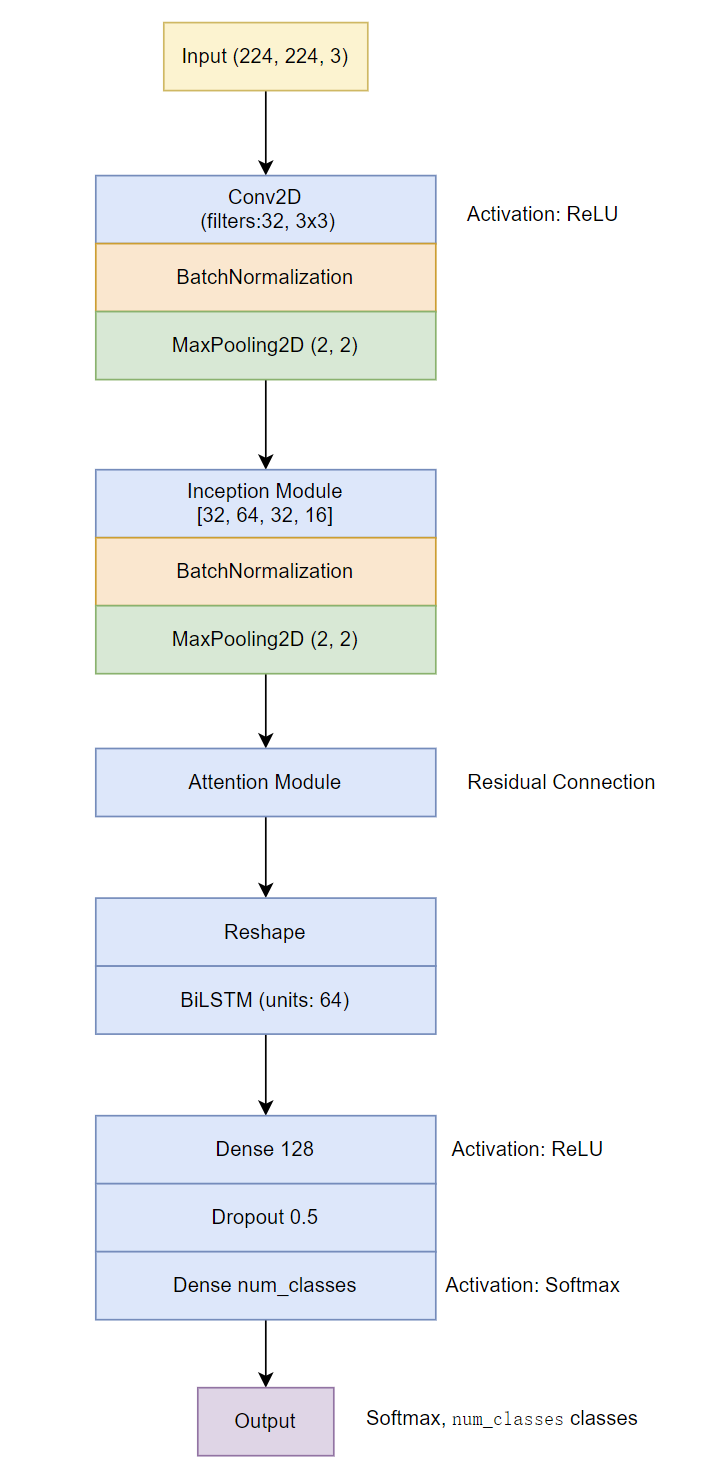 Input (224, 224, 3)
Conv2D
(filters:32, 3x3)
Activation: ReLU
BatchNormalization
MaxPooling2D (2, 2)
Inception Module
[32, 64, 32, 16]
BatchNormalization
MaxPooling2D (2, 2)
Attention Module
Residual Connection
Reshape
BiLSTM (units: 64)
Dense 128
Activation: ReLU
Dropout 0.5
Dense num_classes
Activation: Softmax
Output
Softmax, num_classes classes